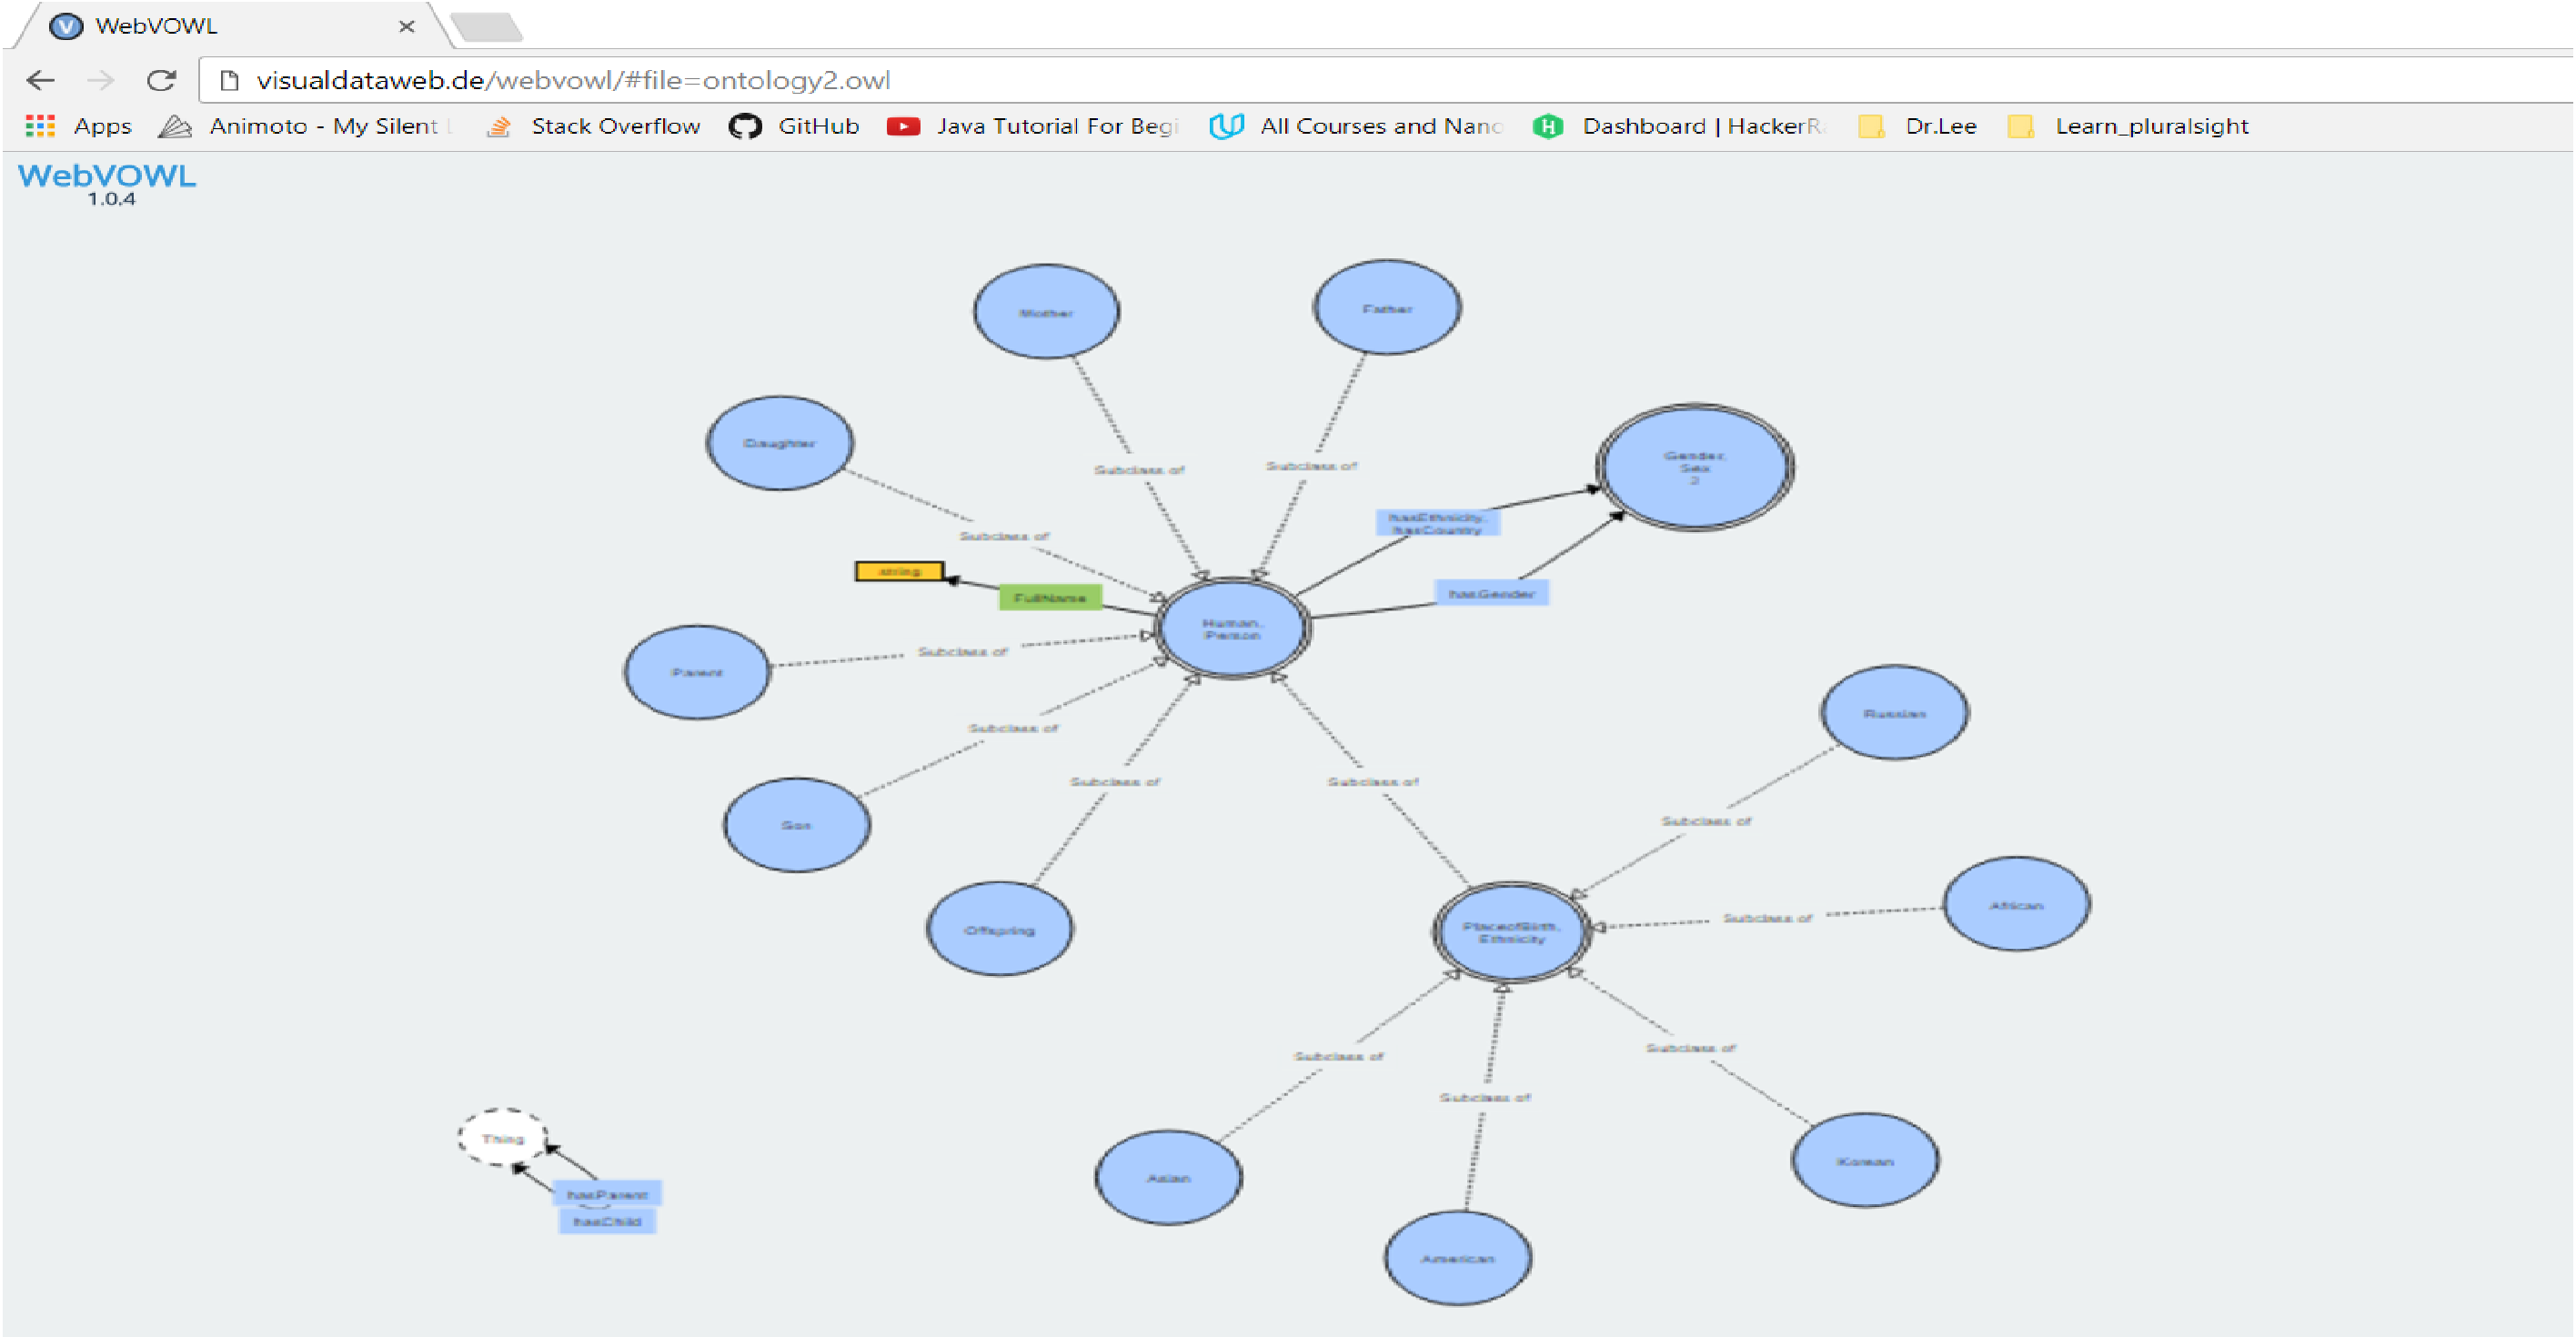 WebVOWL
visualdataweb.de/webvowl/#file=ontology2.owl
Apps
Animoto - My Silent
Stack Overflow
GitHub
Java Tutorial For Begi
All Courses and Nano
Dashboard | HackerRa
Dr.Lee
Learn_pluralsight
WebVOWL
1.0.4
Mother
Father
Daughter
Gender,
Sex
2
Subclass of
Subclass of
hasEthnicity,
hasCountry
Subclass of
string
FullName
hasGender
Human,
Person
Subclass of
Parent
Russian
Subclass of
Subclass of
Subclass of
Son
Subclass of
African
Subclass of
Offspring
PlaceofBirth,
Ethnicity
Subclass of
Subclass of
Subclass of
Thing
Korean
Asian
hasParent
hasChild
American